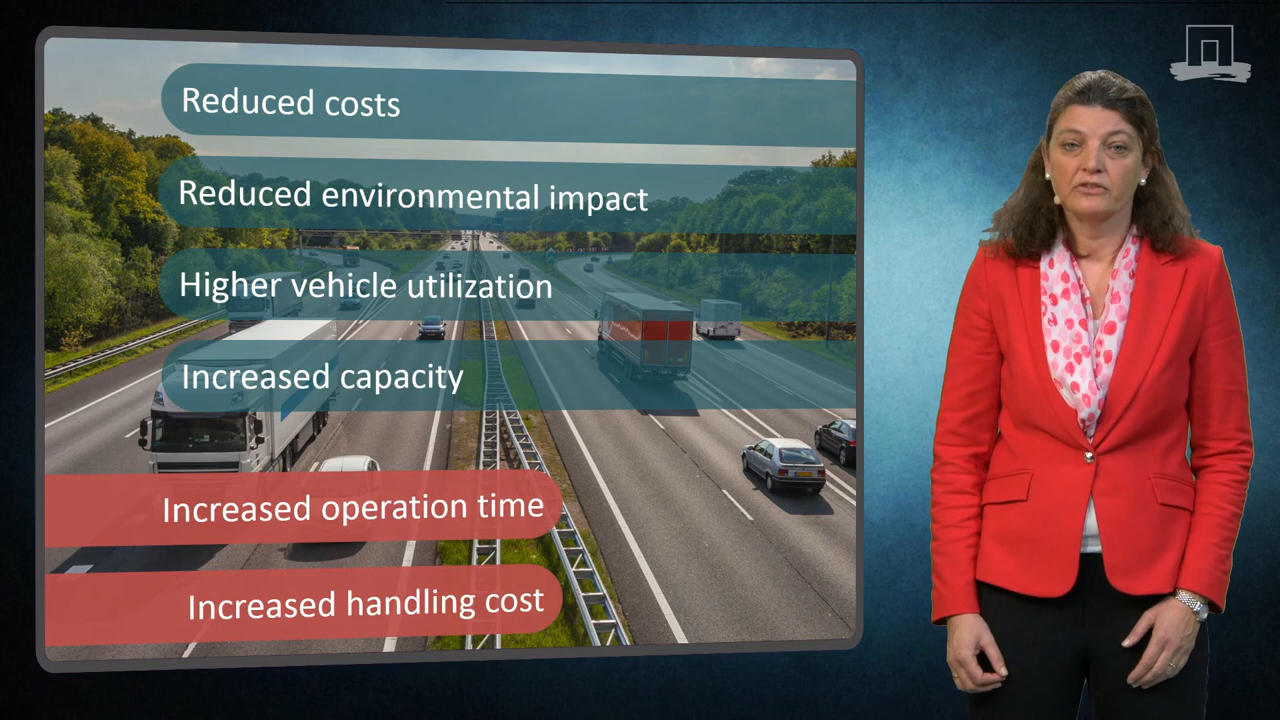 Reduced costs
Reduced environmental impact
Higher vehicle utilization
Increased capacity
Increased operation time
Increased handling cost